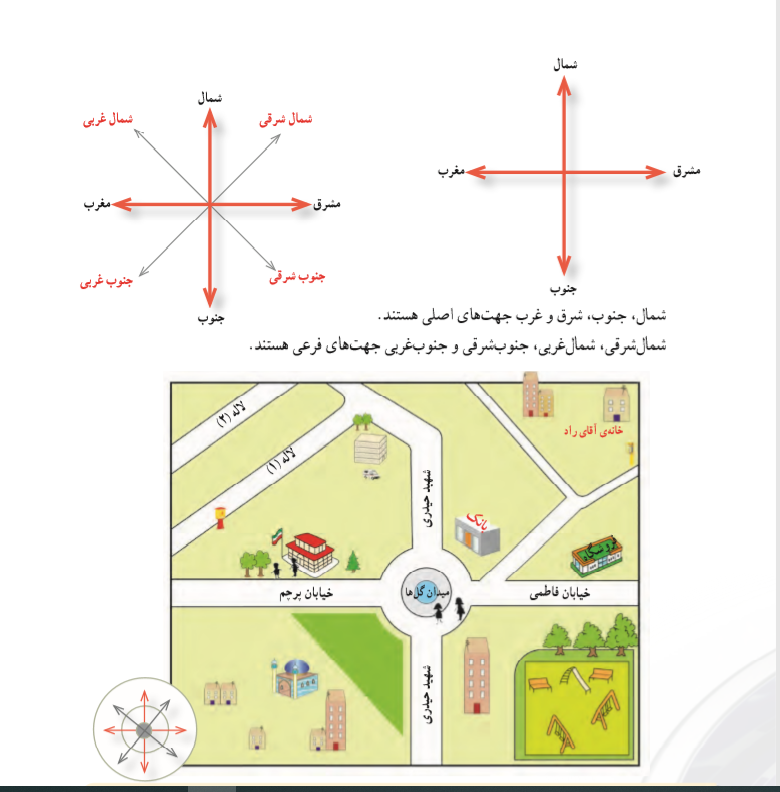 شمال
مشرق
مغرب
جنوب
شمال
شمال شرقی
شمال غربی
مشرق
مغرب
جنوب شرقی
جنوب غربی
جنوب
شمال، جنوب، شرق و غرب جهت‌های اصلی هستند.
شمال‌شرقی، شمال‌غربی، جنوب‌شرقی و جنوب‌غربی جهت‌های فرعی هستند.
خانه‌ی آقای راد
لاله (۲)
لاله (۱)
شهید حیدری
بانک
فروشگاه
خیابان فاطمی
میدان گل‌ها
خیابان پرچم
شهید حیدری